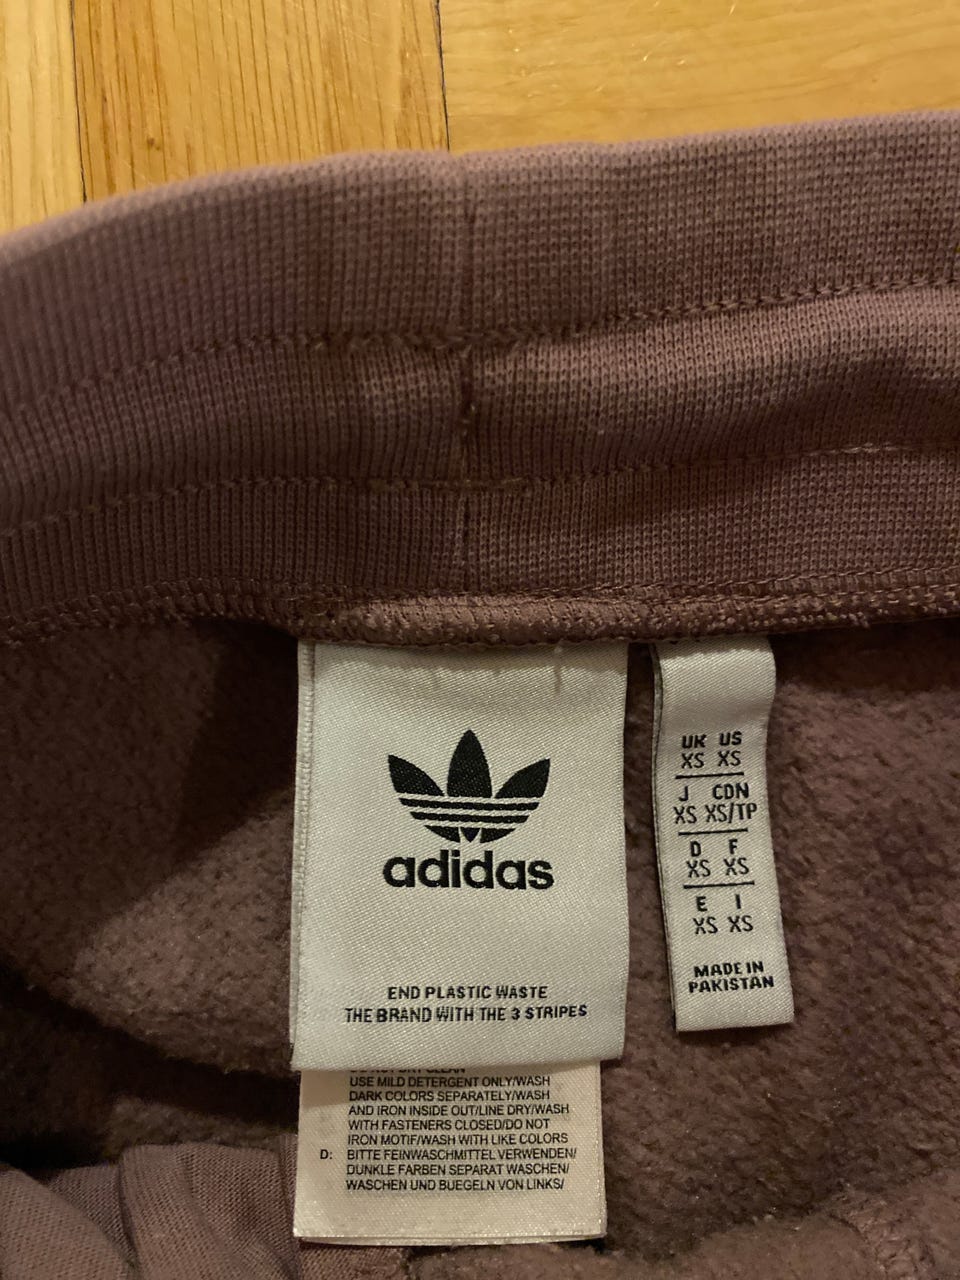 adidas
END PLASTIC WASTE
THE BRAND WITH THE 3 STRIPES
USE MILD DETERGENT ONLY/WASH
DARK COLORS SEPARATELY/WASH
AND IRON INSIDE OUT/LINE DRY/WASH
WITH FASTENERS CLOSED/DO NOT
IRON MOTIF/WASH WITH LIKE COLORS
D: BITTE FEINWASCHMITTEL VERWENDEN/
DUNKLE FARBEN SEPARAT WASCHEN/
WASCHEN UND BUEGELN VON LINKS/
UK US
XS XS
J CDN
XS XS/TP
D F
XS XS
E I
XS XS
MADE IN
PAKISTAN